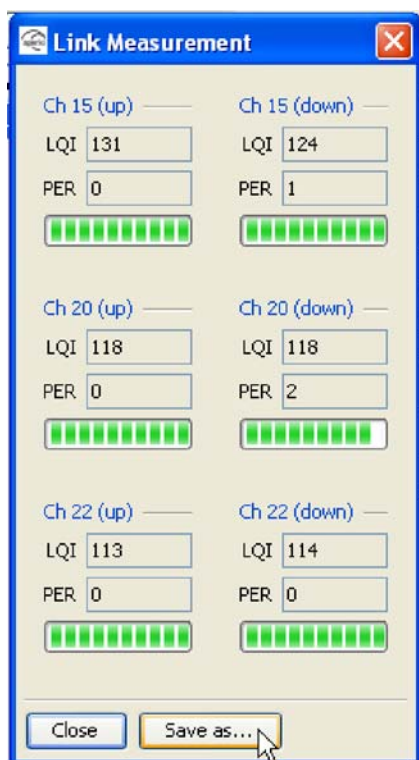 Link Measurement
Ch 15 (up) Ch 15 (down)
LQI 131 LQI 124
PER 0 PER 1
Ch 20 (up) Ch 20 (down)
LQI 118 LQI 118
PER 0 PER 2
Ch 22 (up) Ch 22 (down)
LQI 113 LQI 114
PER 0 PER 0
Close Save as...